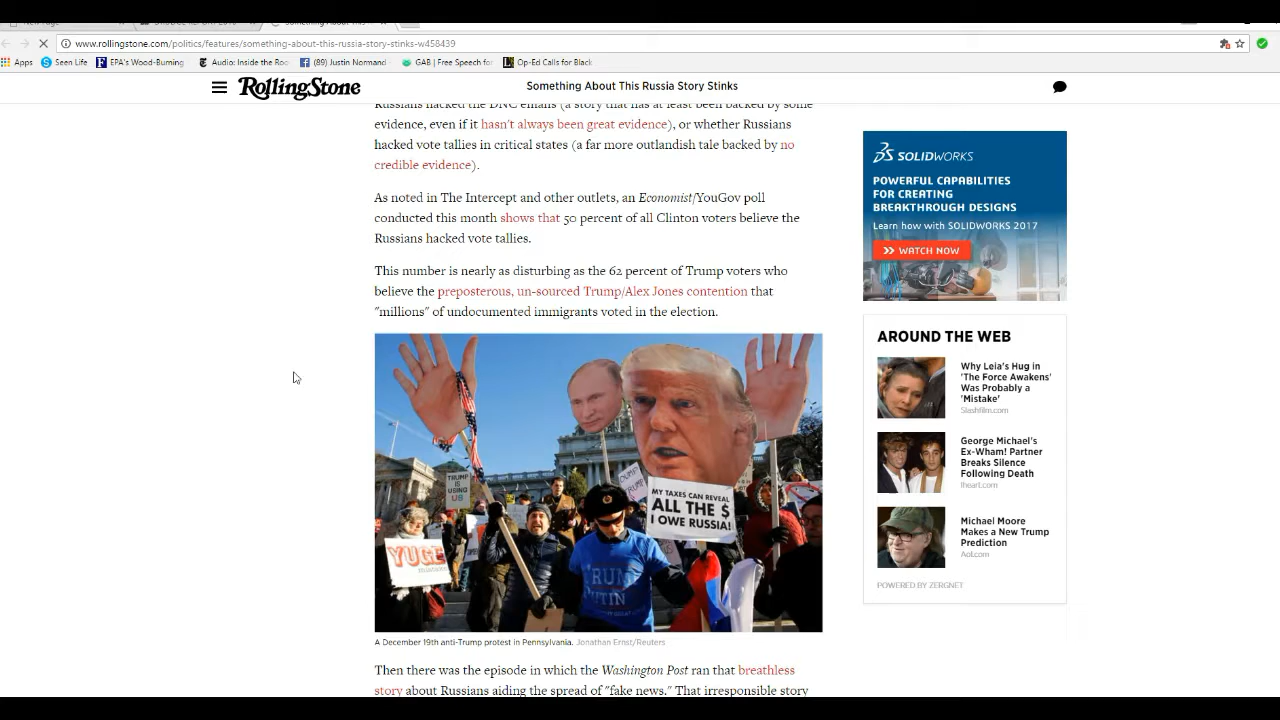 Something About This
www.rollingstone.com/politics/features/something-about-this-russia-story-stinks-w458439
Apps
Seen Life
EPA's Wood-Burning
Audio: Inside the Roo
(89) Justin Normand
GAB | Free Speech for
Op-Ed Calls for Black
RollingStone
Something About This Russia Story Stinks
Russians hacked the DNC emails (a story that has at least been backed by some
evidence, even if it hasn't always been great evidence), or whether Russians
hacked vote tallies in critical states (a far more outlandish tale backed by no
credible evidence).
As noted in The Intercept and other outlets, an Economist/YouGov poll
conducted this month shows that 50 percent of all Clinton voters believe the
Russians hacked vote tallies.
This number is nearly as disturbing as the 62 percent of Trump voters who
believe the preposterous, un-sourced Trump/Alex Jones contention that
"millions" of undocumented immigrants voted in the election.
TRUMP
IS
USING
US
YUGE
MY TAXES CAN REVEAL
ALL THE $
I OWE RUSSIA!
TRUMP
PUTIN
A December 19th anti-Trump protest in Pennsylvania. Jonathan Ernst/Reuters
Then there was the episode in which the Washington Post ran that breathless
story about Russians aiding the spread of "fake news." That irresponsible story
SOLIDWORKS
POWERFUL CAPABILITIES
FOR CREATING
BREAKTHROUGH DESIGNS
Learn how with SOLIDWORKS 2017
WATCH NOW
AROUND THE WEB
Why Leia's Hug in
'The Force Awakens'
Was Probably a
'Mistake'
Slashfilm.com
George Michael's
Ex-Wham! Partner
Breaks Silence
Following Death
Iheart.com
Michael Moore
Makes a New Trump
Prediction
Aol.com
POWERED BY ZERGNET